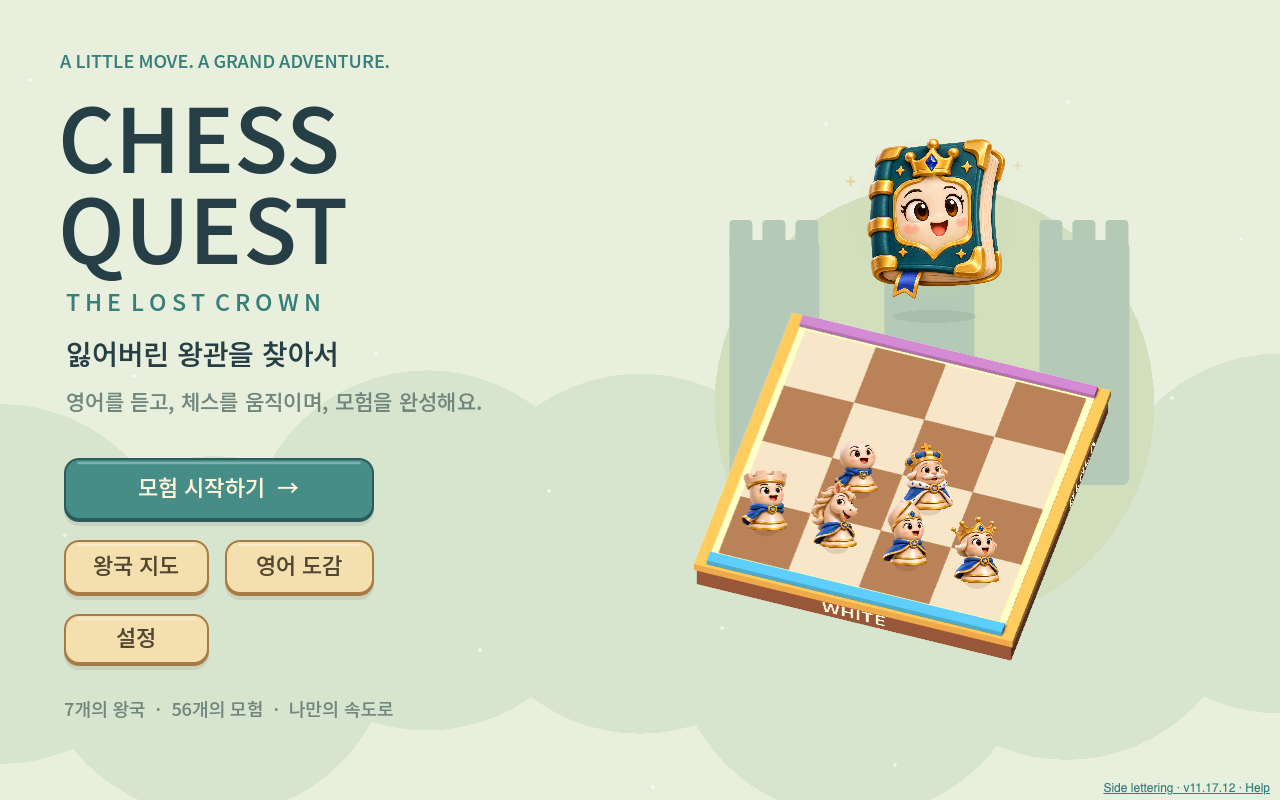 A LITTLE MOVE. A GRAND ADVENTURE.
CHESS
QUEST
THE LOST CROWN
잃어버린 왕관을 찾아서
영어를 듣고, 체스를 움직이며, 모험을 완성해요.
모험 시작하기 →
왕국 지도
영어 도감
설정
7개의 왕국 · 56개의 모험 · 나만의 속도로
WHITE
Side lettering · v11.17.12 · Help